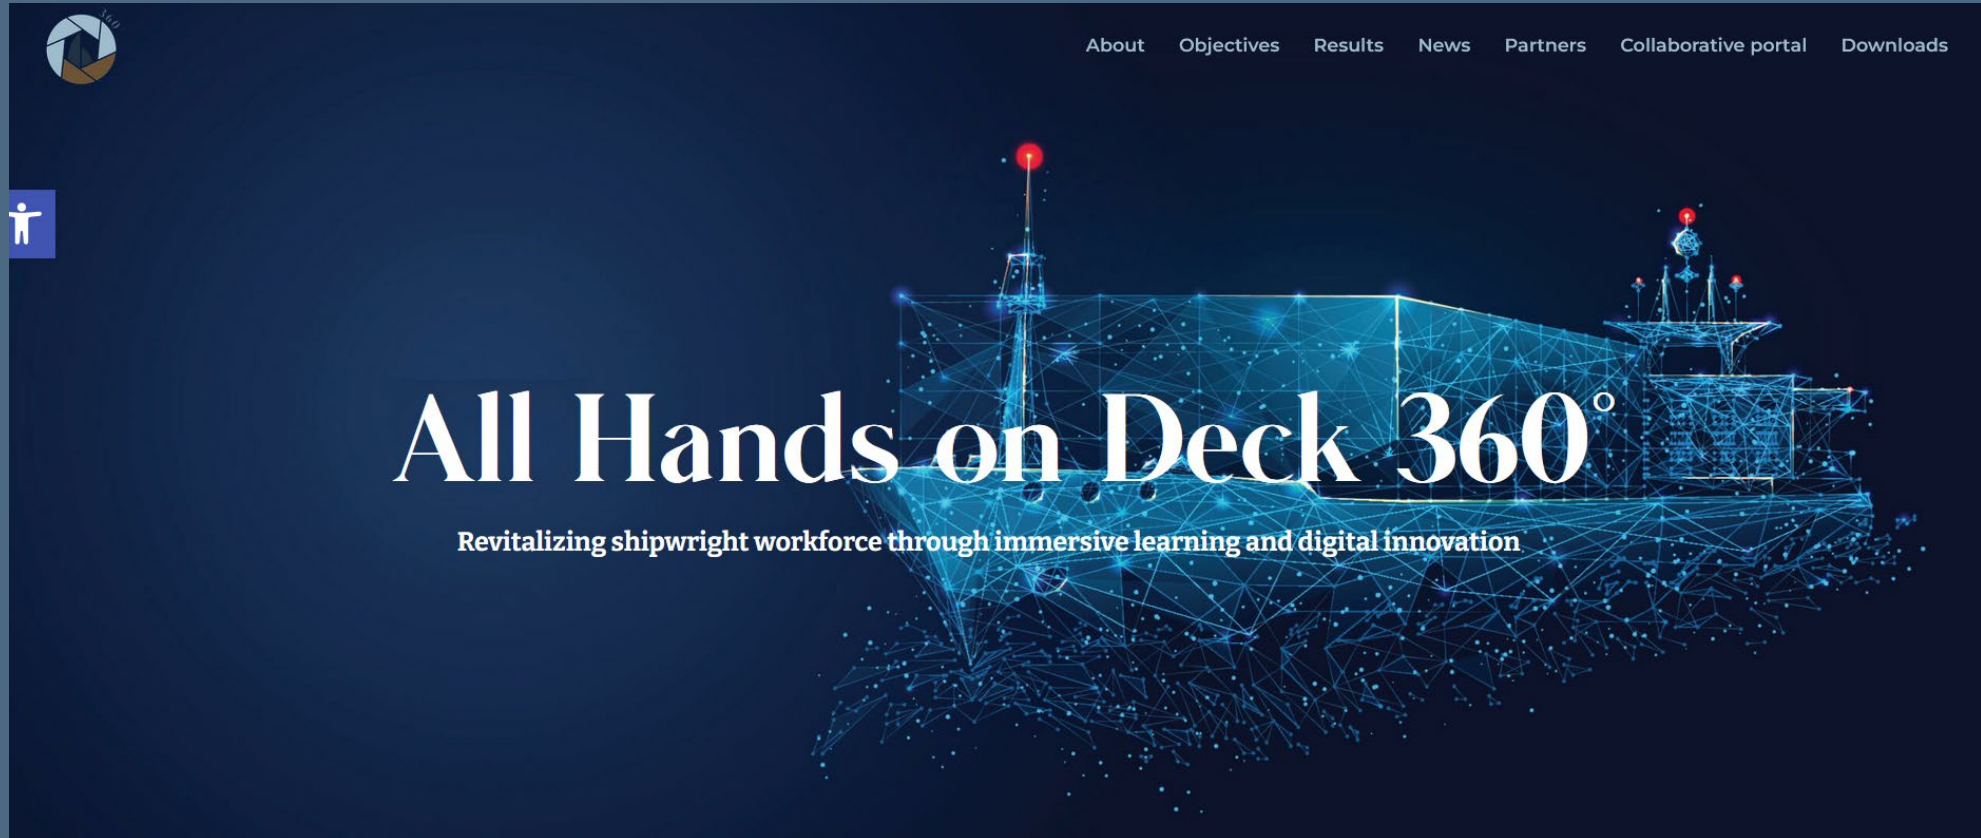 360
About Objectives Results News Partners Collaborative portal Downloads
All Hands on Deck 360°
Revitalizing shipwright workforce through immersive learning and digital innovation